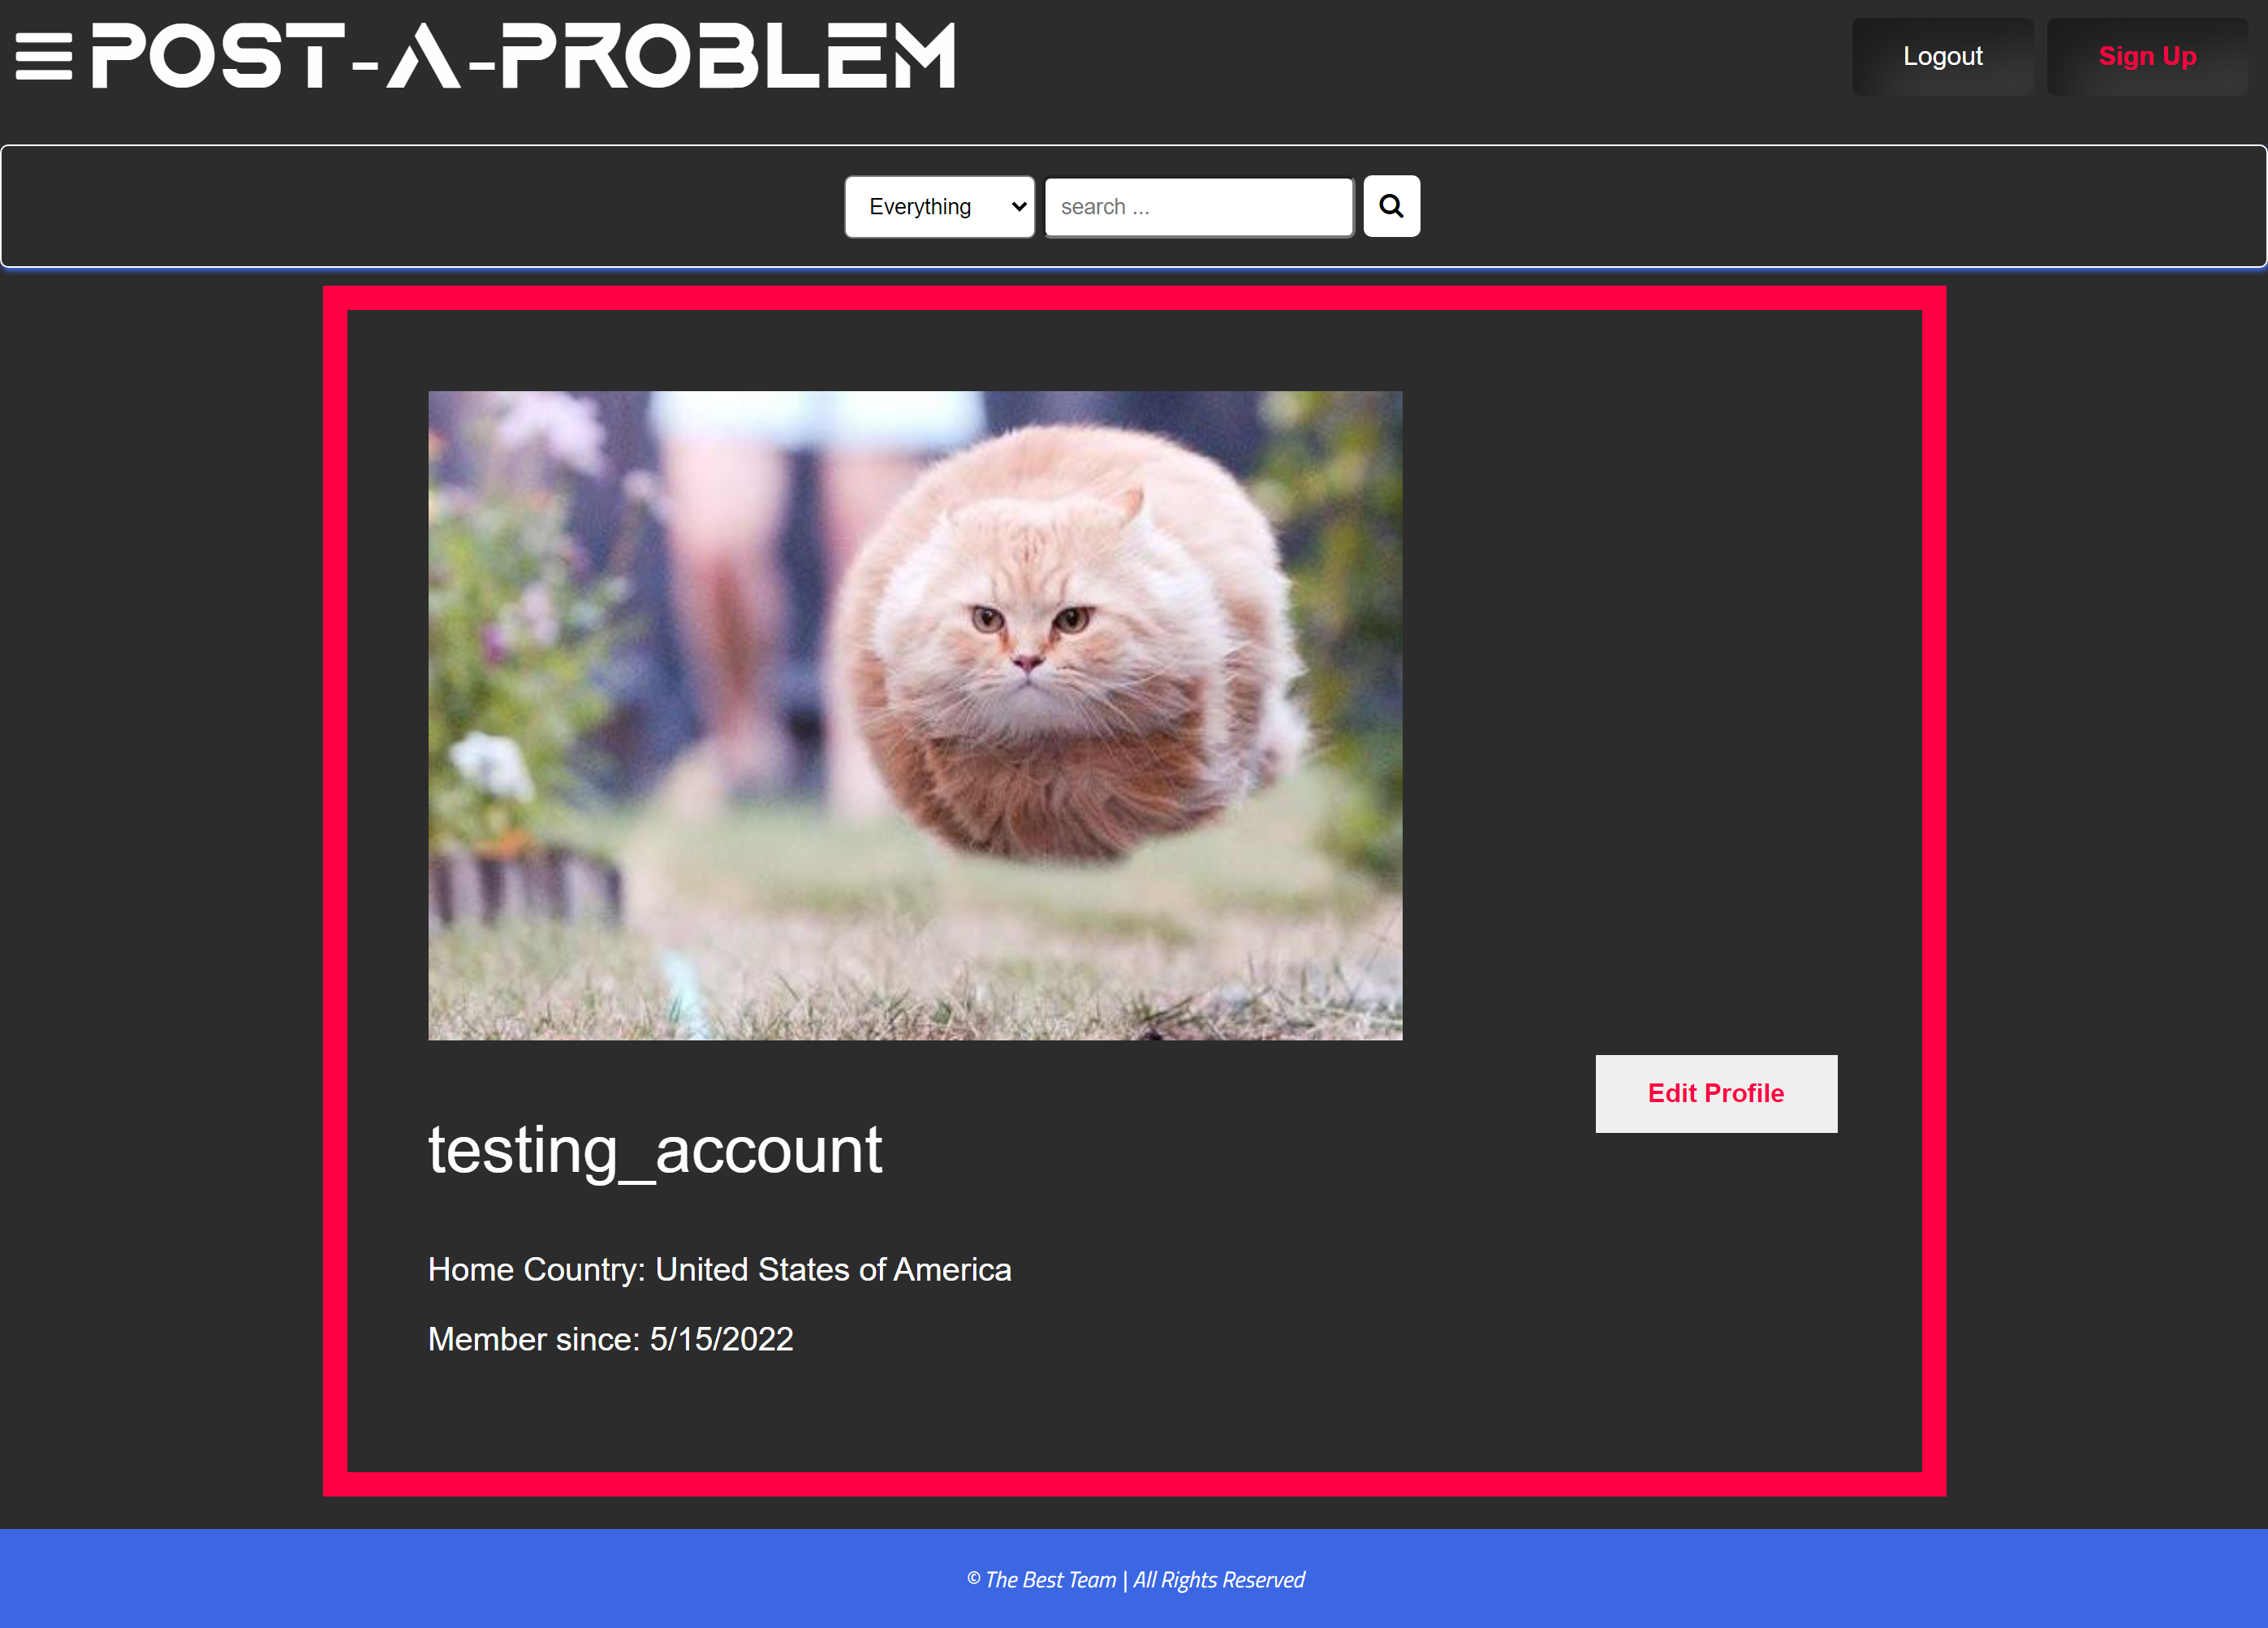 POST-A-PROBLEM
Logout
Sign Up
Everything
search ...
Edit Profile
testing_account
Home Country: United States of America
Member since: 5/15/2022
© The Best Team | All Rights Reserved